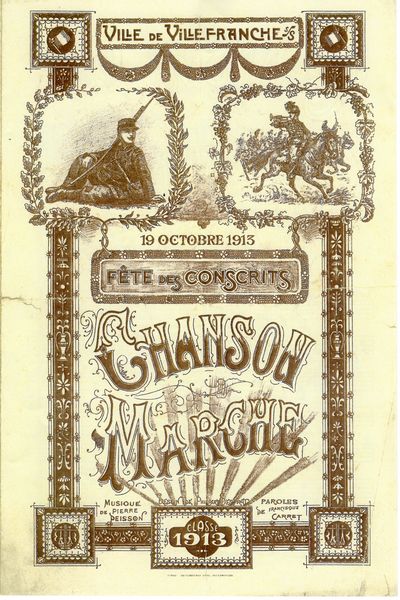 VILLE DE VILLEFRANCHE S/S
19 OCTOBRE 1913
FÊTE DES CONSCRITS
CHANSON
MARCHE
MUSIQUE
DE PIERRE
DEISSON
DESSIN DE
PAROLES
DE FRANCISQUE
CARRET
CLASSE
1913